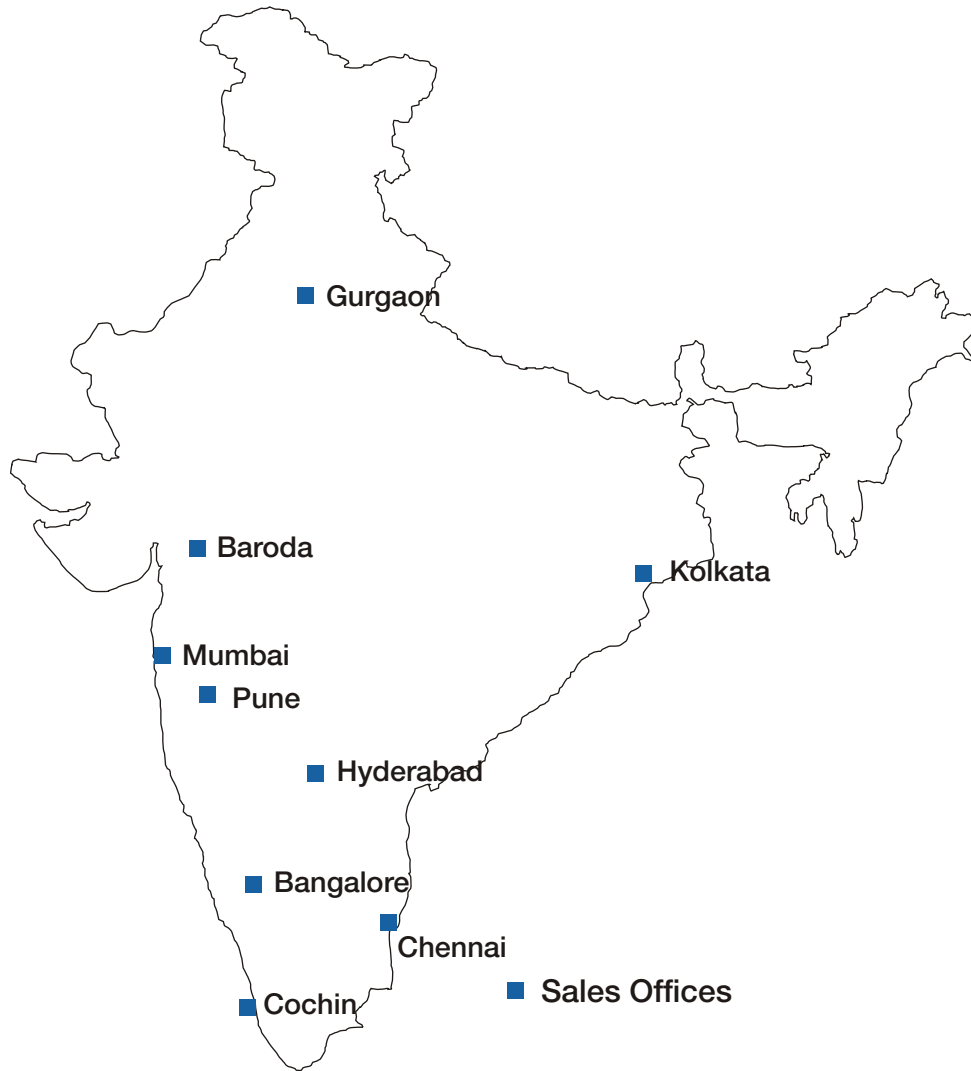 Gurgaon
Baroda
Kolkata
Mumbai
Pune
Hyderabad
Bangalore
Chennai
Sales Offices
Cochin